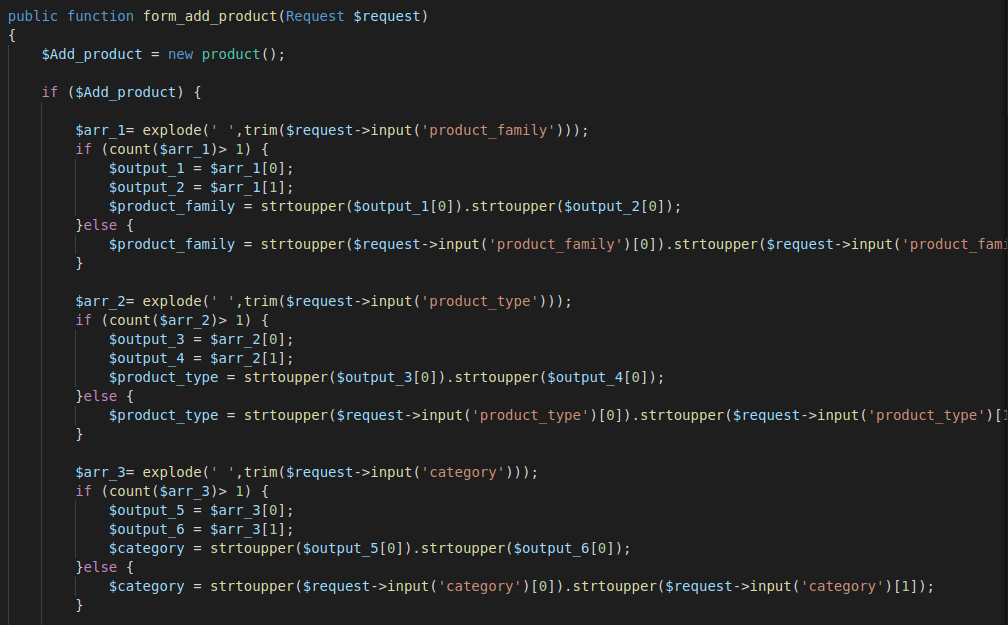 public function form_add_product(Request $request)
{
    $Add_product = new product();
    if ($Add_product) {
        $arr_1= explode(' ',trim($request->input('product_family')));
        if (count($arr_1)> 1) {
            $output_1 = $arr_1[0];
            $output_2 = $arr_1[1];
            $product_family = strtoupper($output_1[0]).strtoupper($output_2[0]);
        }else {
            $product_family = strtoupper($request->input('product_family')[0]).strtoupper($request->input('product_fami
        }
        $arr_2= explode(' ',trim($request->input('product_type')));
        if (count($arr_2)> 1) {
            $output_3 = $arr_2[0];
            $output_4 = $arr_2[1];
            $product_type = strtoupper($output_3[0]).strtoupper($output_4[0]);
        }else {
            $product_type = strtoupper($request->input('product_type')[0]).strtoupper($request->input('product_type')[1
        }
        $arr_3= explode(' ',trim($request->input('category')));
        if (count($arr_3)> 1) {
            $output_5 = $arr_3[0];
            $output_6 = $arr_3[1];
            $category = strtoupper($output_5[0]).strtoupper($output_6[0]);
        }else {
            $category = strtoupper($request->input('category')[0]).strtoupper($request->input('category')[1]);
        }